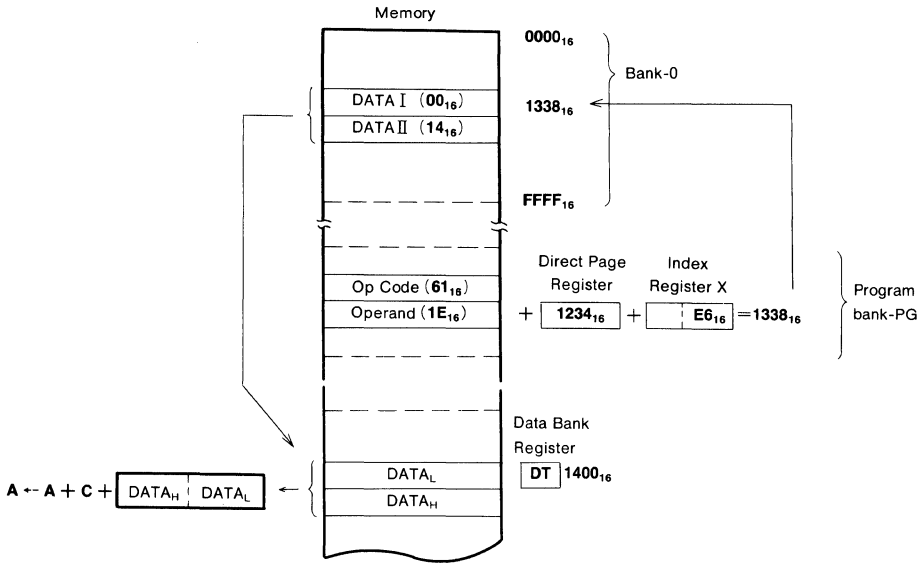 Memory
0000₁₆
Bank-0
DATA Ⅰ (00₁₆)
1338₁₆
DATA Ⅱ (14₁₆)
FFFF₁₆
Direct Page Register
Index Register X
Op Code (61₁₆)
Operand (1E₁₆)
+ 1234₁₆ + E6₁₆ =1338₁₆
Program
bank-PG
Data Bank
Register
DATA_L
DT 1400₁₆
DATA_H
A ← A + C + DATA_H DATA_L